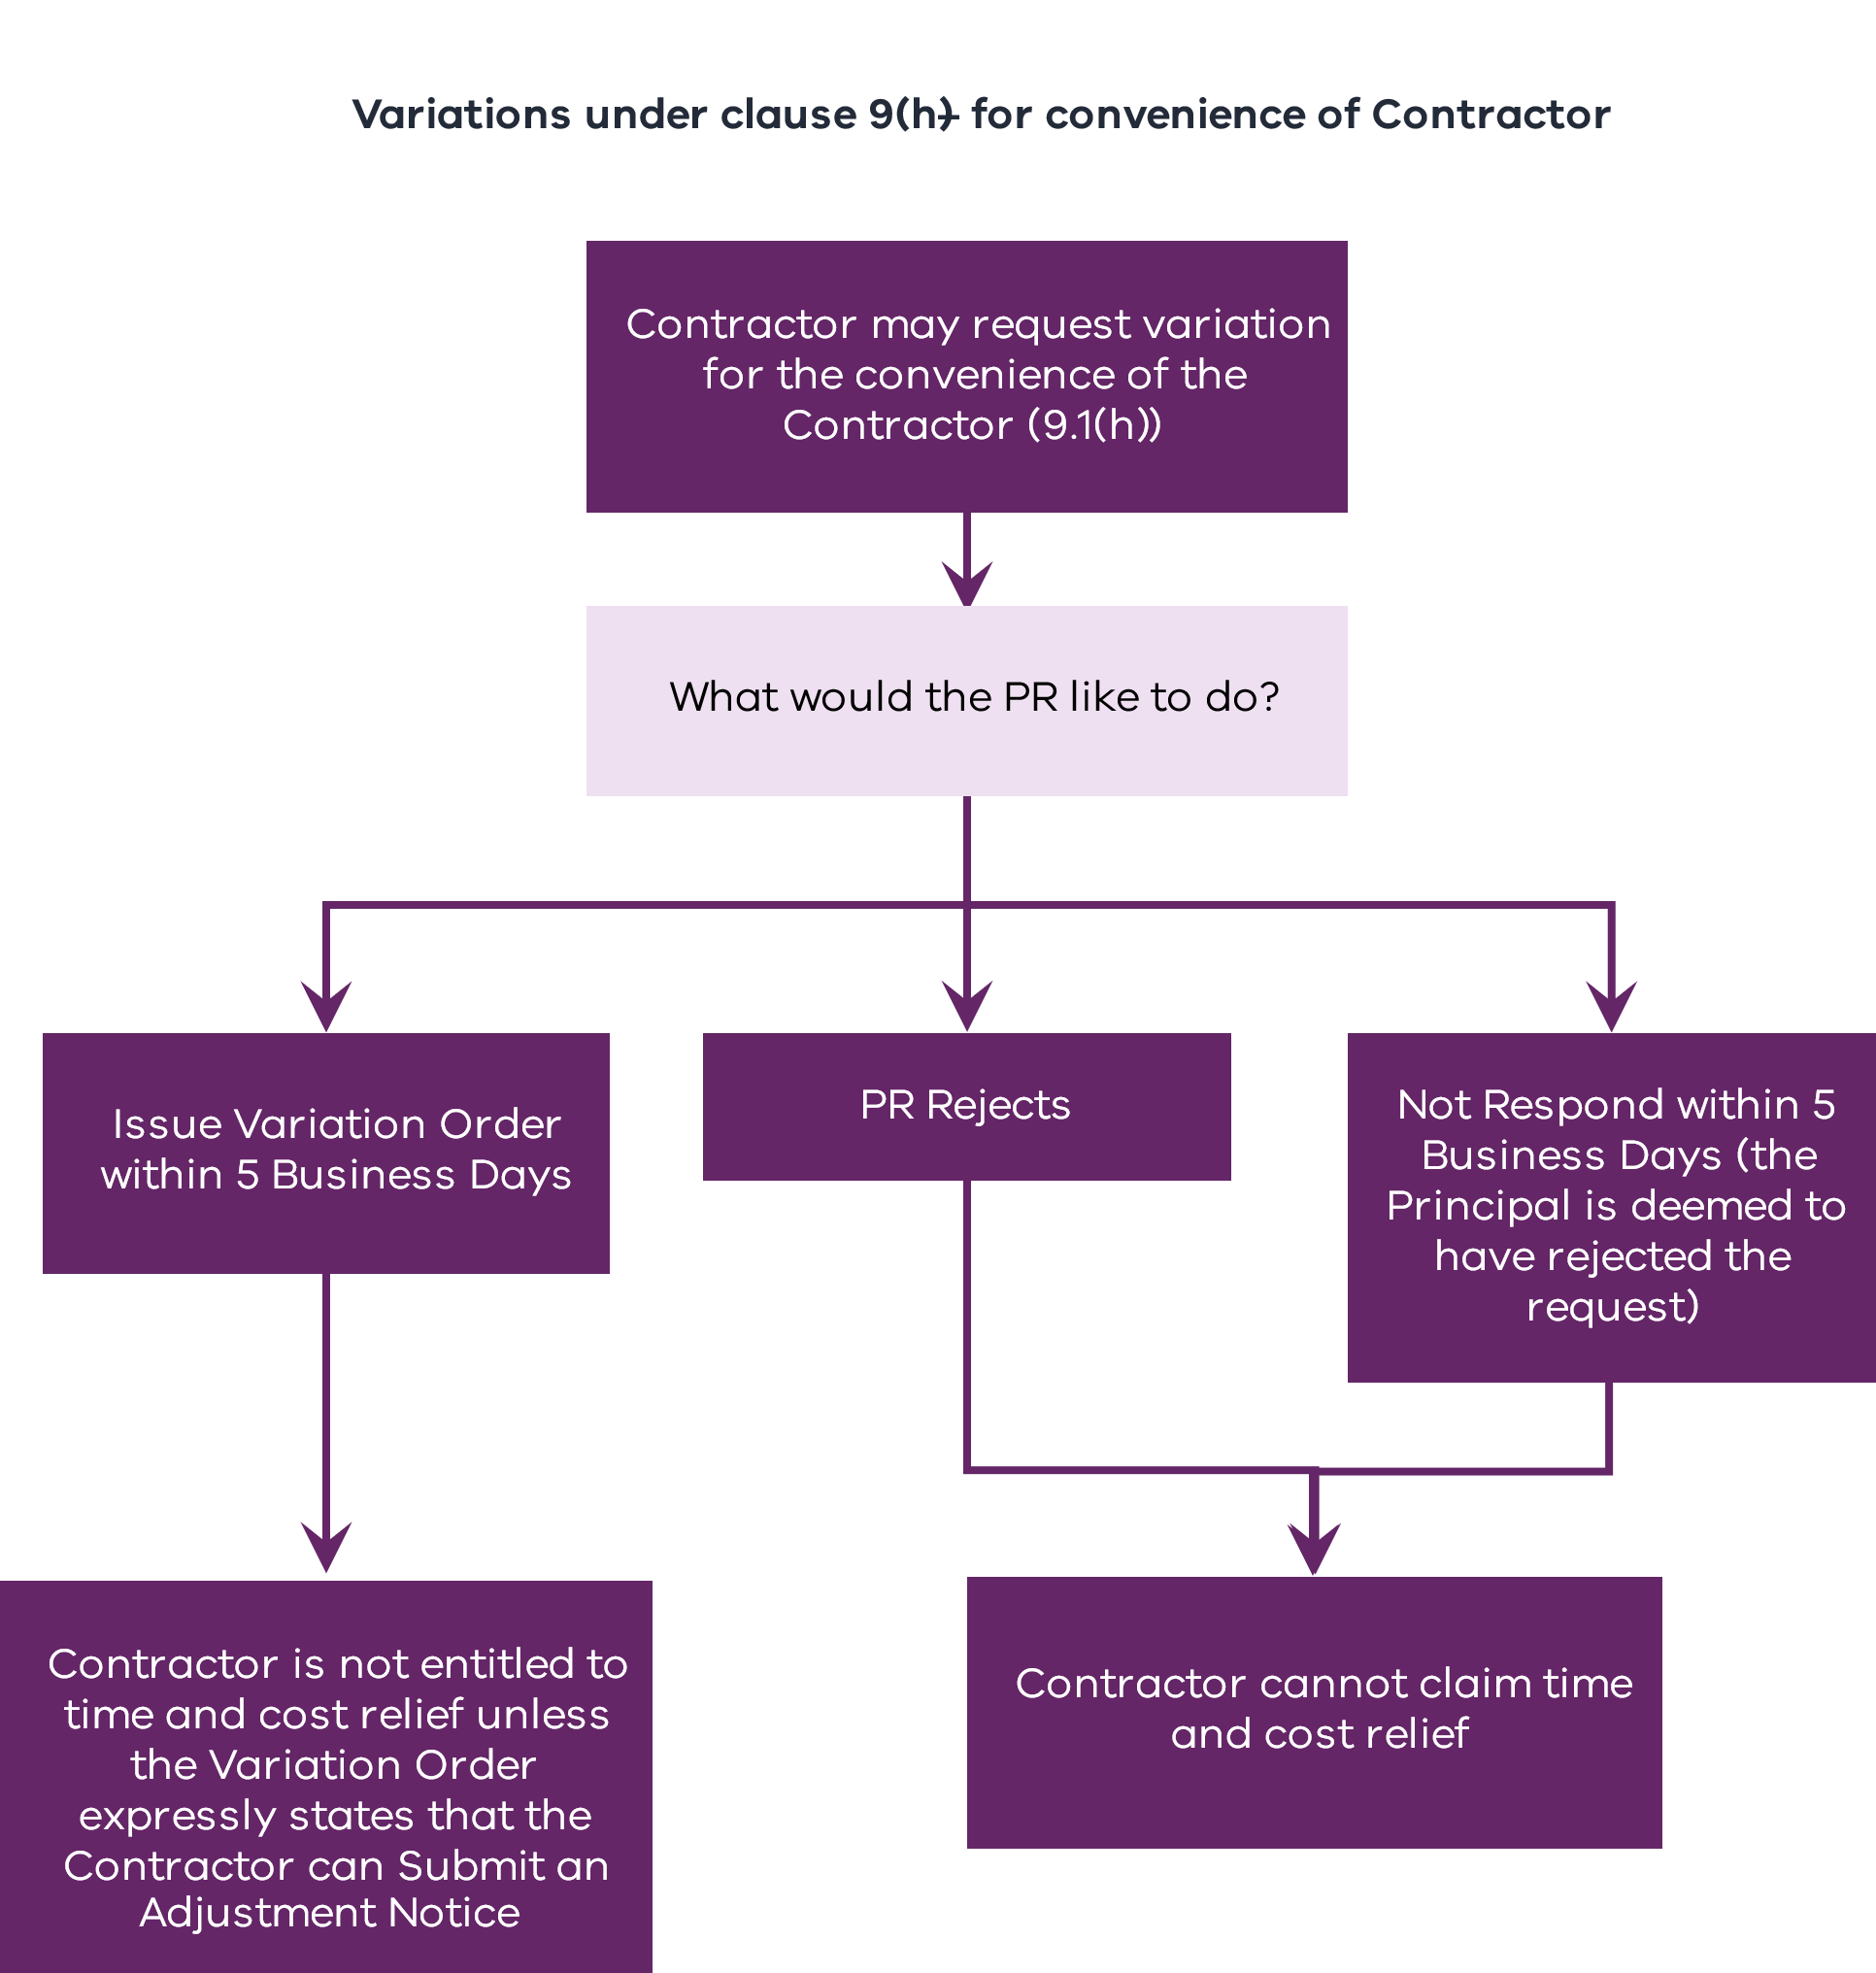 Variations under clause 9(h)- for convenience of Contractor
Contractor may request variation
for the convenience of the
Contractor (9.1(h))
What would the PR like to do?
Issue Variation Order
within 5 Business Days
PR Rejects
Not Respond within 5
Business Days (the
Principal is deemed to
have rejected the
request)
Contractor is not entitled to
time and cost relief unless
the Variation Order
expressly states that the
Contractor can Submit an
Adjustment Notice
Contractor cannot claim time
and cost relief